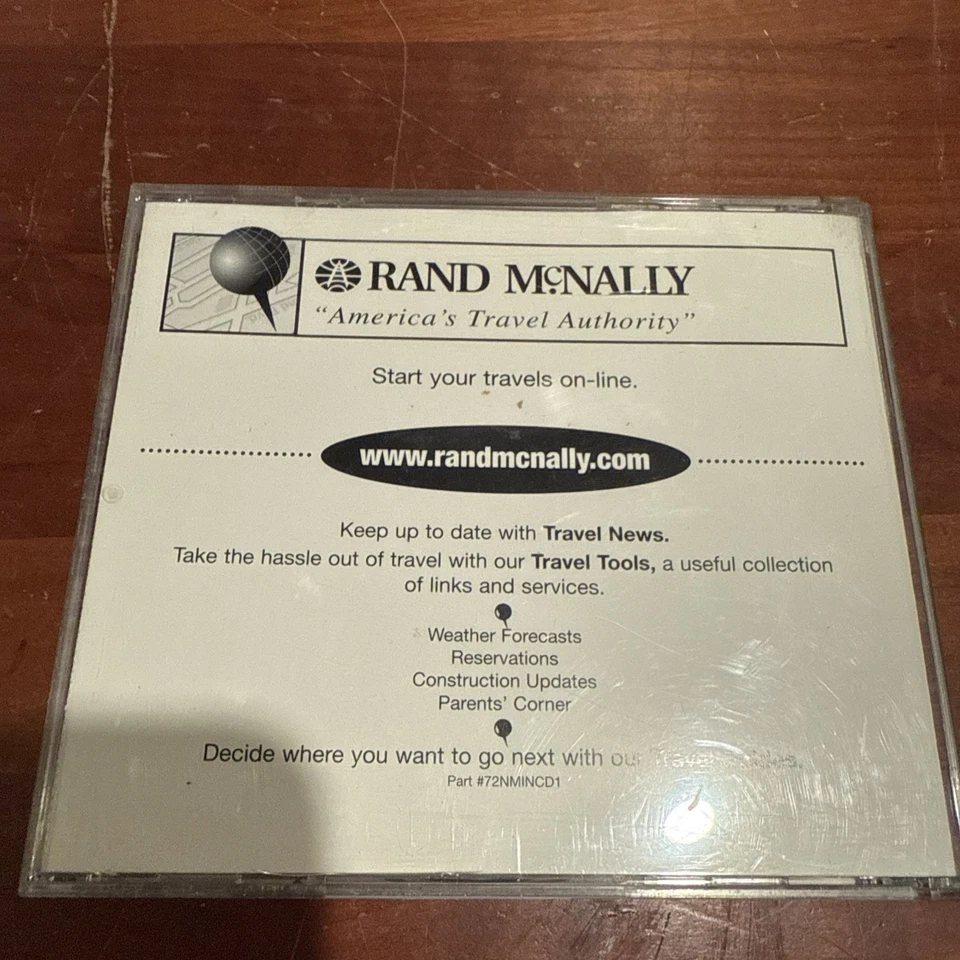 RAND McNALLY
“America's Travel Authority”
Start your travels on-line.
www.randmcnally.com
Keep up to date with Travel News.
Take the hassle out of travel with our Travel Tools, a useful collection
of links and services.
Weather Forecasts
Reservations
Construction Updates
Parents' Corner
Decide where you want to go next with our Travel
Part #72NMINCD1